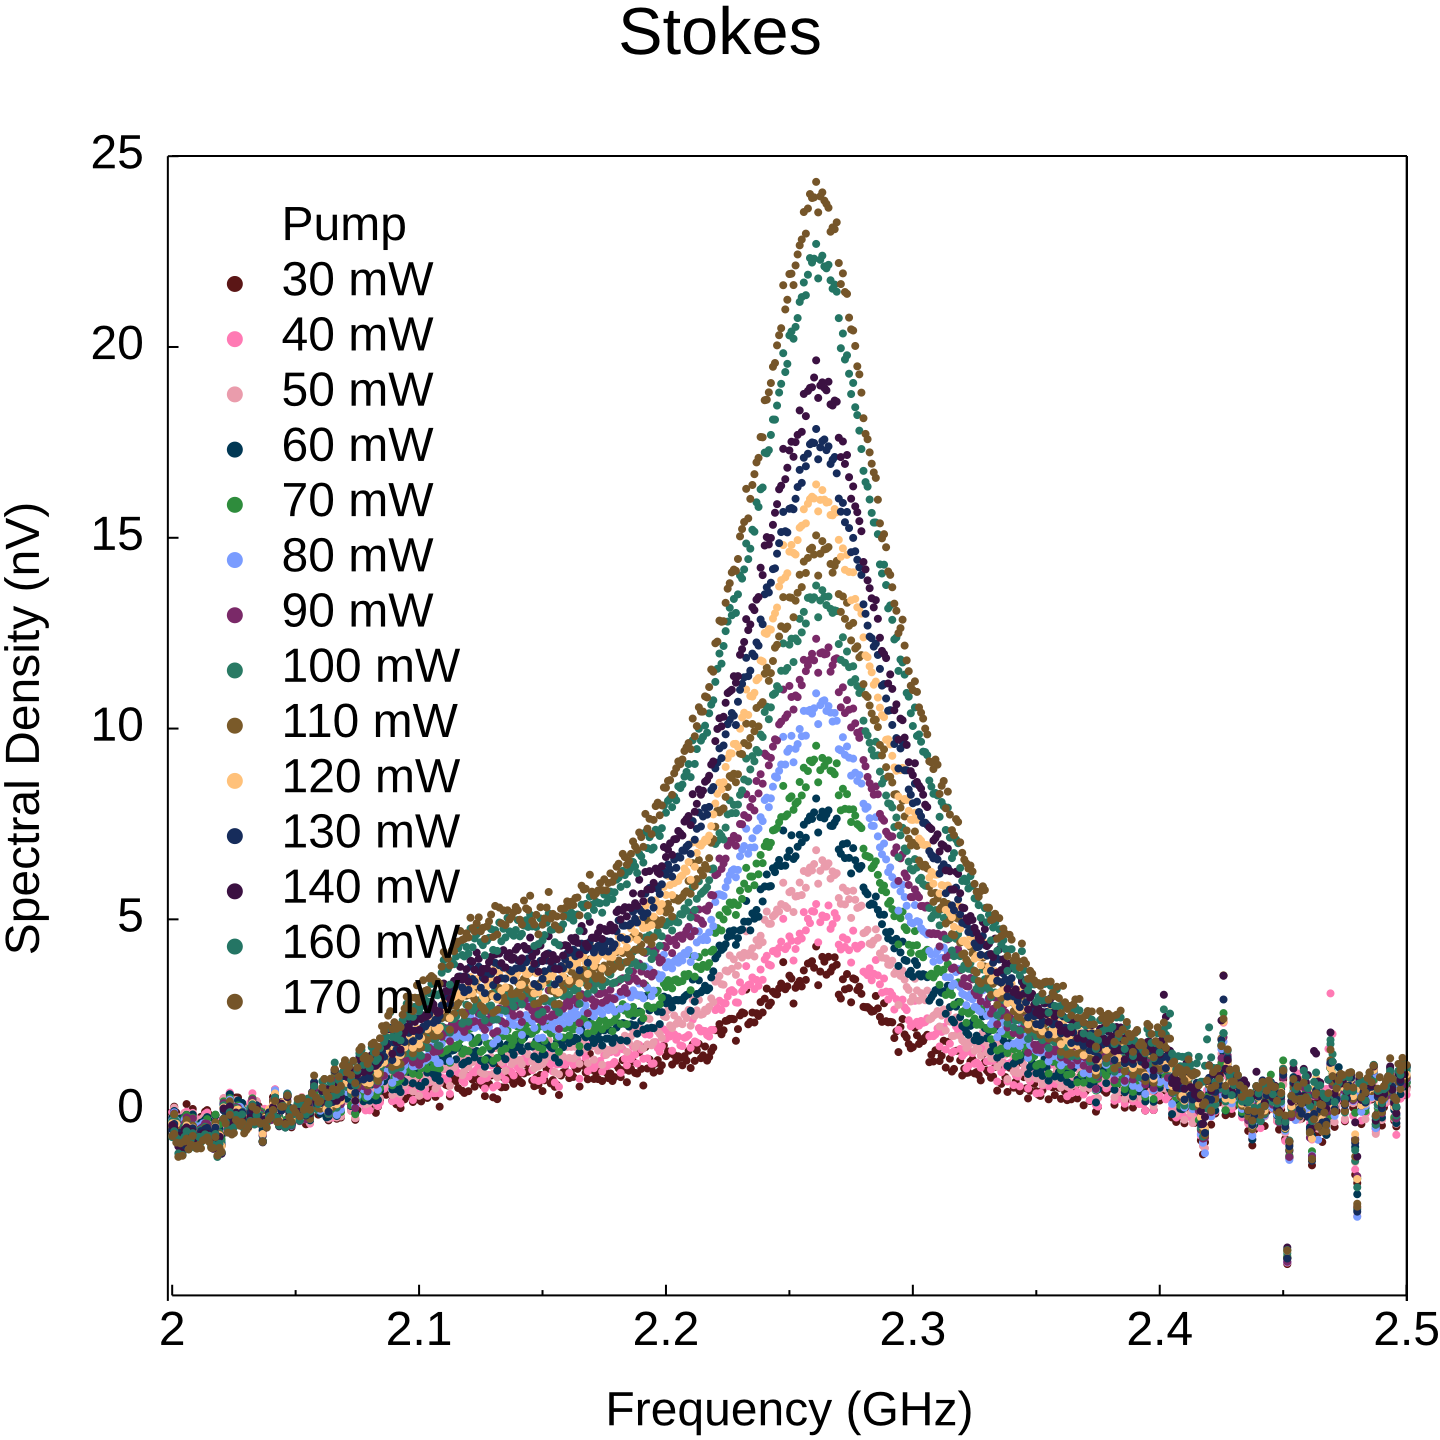 Stokes
25
20
15
10
5
0
Spectral Density (nV)
Pump
30 mW
40 mW
50 mW
60 mW
70 mW
80 mW
90 mW
100 mW
110 mW
120 mW
130 mW
140 mW
160 mW
170 mW
2 2.1 2.2 2.3 2.4 2.5
Frequency (GHz)